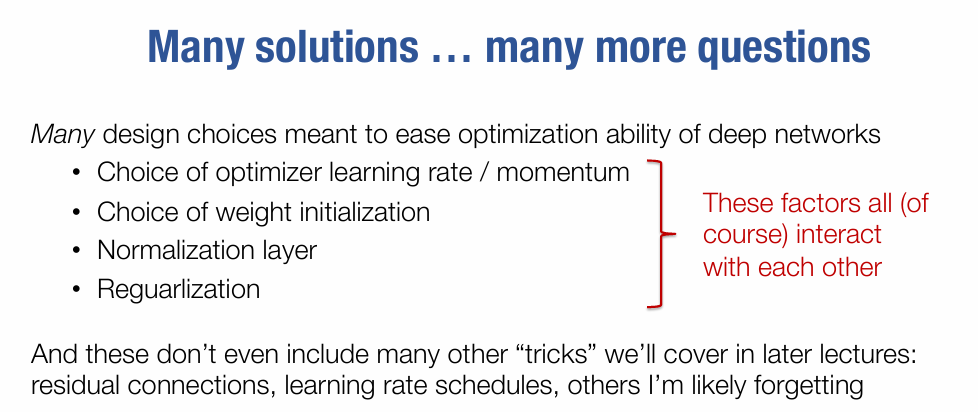 Many solutions … many more questions
Many design choices meant to ease optimization ability of deep networks
• Choice of optimizer learning rate / momentum
• Choice of weight initialization
• Normalization layer
• Reguarlization
These factors all (of
course) interact
with each other
And these don’t even include many other “tricks” we’ll cover in later lectures:
residual connections, learning rate schedules, others I’m likely forgetting